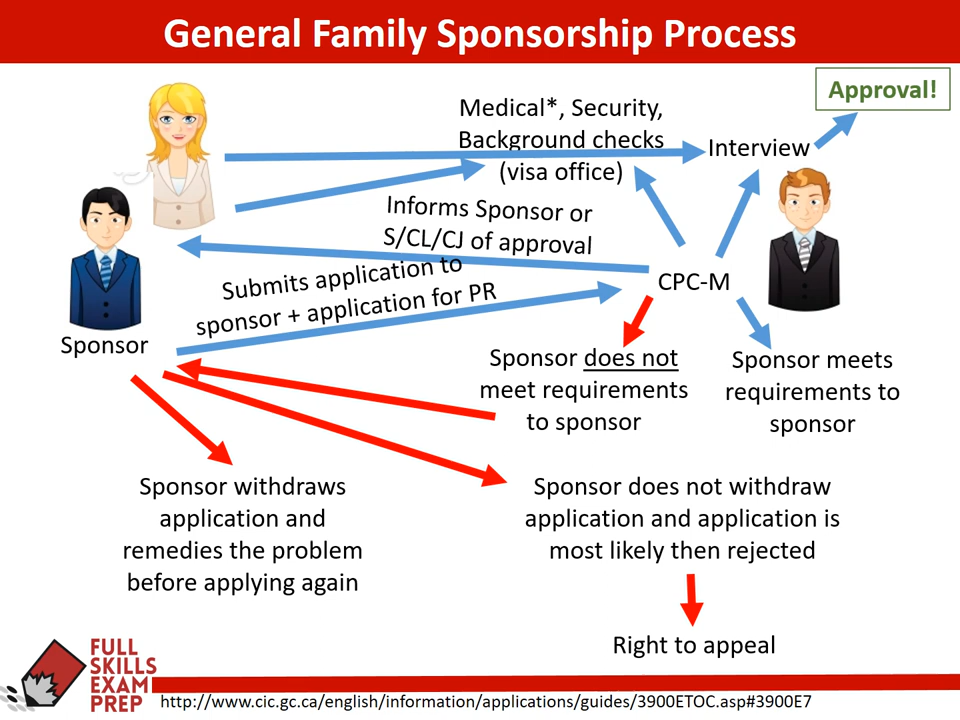 General Family Sponsorship Process
Approval!
Medical*, Security,
Background checks
(visa office)
Interview
Informs Sponsor or
S/CL/CJ of approval
Submits application to
sponsor + application for PR
CPC-M
Sponsor
Sponsor does not
meet requirements
to sponsor
Sponsor meets
requirements to
sponsor
Sponsor withdraws
application and
remedies the problem
before applying again
Sponsor does not withdraw
application and application is
most likely then rejected
Right to appeal
FULL
SKILLS
EXAM
PREP
http://www.cic.gc.ca/english/information/applications/guides/3900ETOC.asp#3900E7